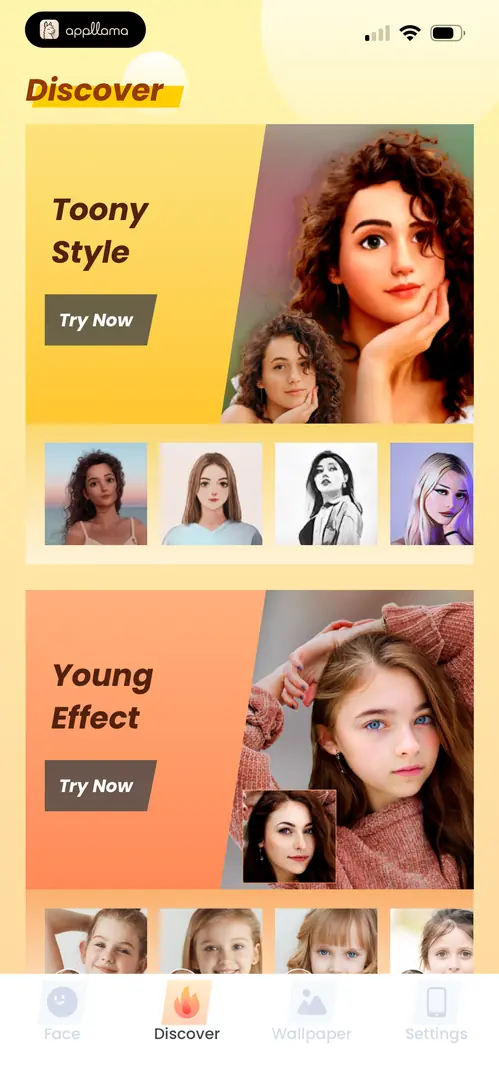 appllama
Discover
Toony
Style
Try Now
Young
Effect
Try Now
Face
Discover
Wallpaper
Settings